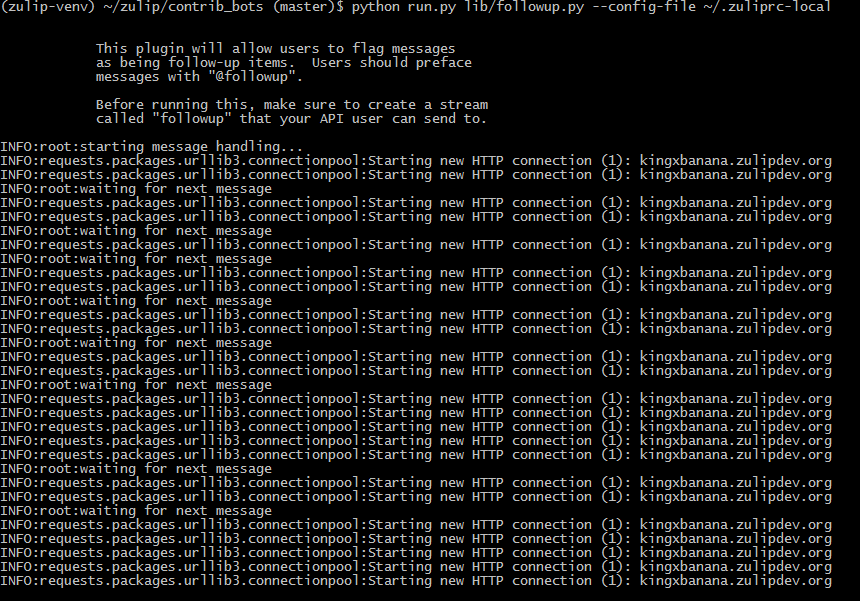 (zulip-venv) ~/zulip/contrib_bots (master)$ python run.py lib/followup.py --config-file ~/.zuliprc-local
This plugin will allow users to flag messages
as being follow-up items.  Users should preface
messages with "@followup".
Before running this, make sure to create a stream
called "followup" that your API user can send to.
INFO:root:starting message handling...
INFO:requests.packages.urllib3.connectionpool:Starting new HTTP connection (1): kingxbanana.zulipdev.org
INFO:requests.packages.urllib3.connectionpool:Starting new HTTP connection (1): kingxbanana.zulipdev.org
INFO:root:waiting for next message
INFO:requests.packages.urllib3.connectionpool:Starting new HTTP connection (1): kingxbanana.zulipdev.org
INFO:requests.packages.urllib3.connectionpool:Starting new HTTP connection (1): kingxbanana.zulipdev.org
INFO:root:waiting for next message
INFO:requests.packages.urllib3.connectionpool:Starting new HTTP connection (1): kingxbanana.zulipdev.org
INFO:root:waiting for next message
INFO:requests.packages.urllib3.connectionpool:Starting new HTTP connection (1): kingxbanana.zulipdev.org
INFO:requests.packages.urllib3.connectionpool:Starting new HTTP connection (1): kingxbanana.zulipdev.org
INFO:root:waiting for next message
INFO:requests.packages.urllib3.connectionpool:Starting new HTTP connection (1): kingxbanana.zulipdev.org
INFO:requests.packages.urllib3.connectionpool:Starting new HTTP connection (1): kingxbanana.zulipdev.org
INFO:root:waiting for next message
INFO:requests.packages.urllib3.connectionpool:Starting new HTTP connection (1): kingxbanana.zulipdev.org
INFO:requests.packages.urllib3.connectionpool:Starting new HTTP connection (1): kingxbanana.zulipdev.org
INFO:root:waiting for next message
INFO:requests.packages.urllib3.connectionpool:Starting new HTTP connection (1): kingxbanana.zulipdev.org
INFO:requests.packages.urllib3.connectionpool:Starting new HTTP connection (1): kingxbanana.zulipdev.org
INFO:requests.packages.urllib3.connectionpool:Starting new HTTP connection (1): kingxbanana.zulipdev.org
INFO:requests.packages.urllib3.connectionpool:Starting new HTTP connection (1): kingxbanana.zulipdev.org
INFO:requests.packages.urllib3.connectionpool:Starting new HTTP connection (1): kingxbanana.zulipdev.org
INFO:root:waiting for next message
INFO:requests.packages.urllib3.connectionpool:Starting new HTTP connection (1): kingxbanana.zulipdev.org
INFO:requests.packages.urllib3.connectionpool:Starting new HTTP connection (1): kingxbanana.zulipdev.org
INFO:root:waiting for next message
INFO:requests.packages.urllib3.connectionpool:Starting new HTTP connection (1): kingxbanana.zulipdev.org
INFO:requests.packages.urllib3.connectionpool:Starting new HTTP connection (1): kingxbanana.zulipdev.org
INFO:requests.packages.urllib3.connectionpool:Starting new HTTP connection (1): kingxbanana.zulipdev.org
INFO:requests.packages.urllib3.connectionpool:Starting new HTTP connection (1): kingxbanana.zulipdev.org
INFO:requests.packages.urllib3.connectionpool:Starting new HTTP connection (1): kingxbanana.zulipdev.org